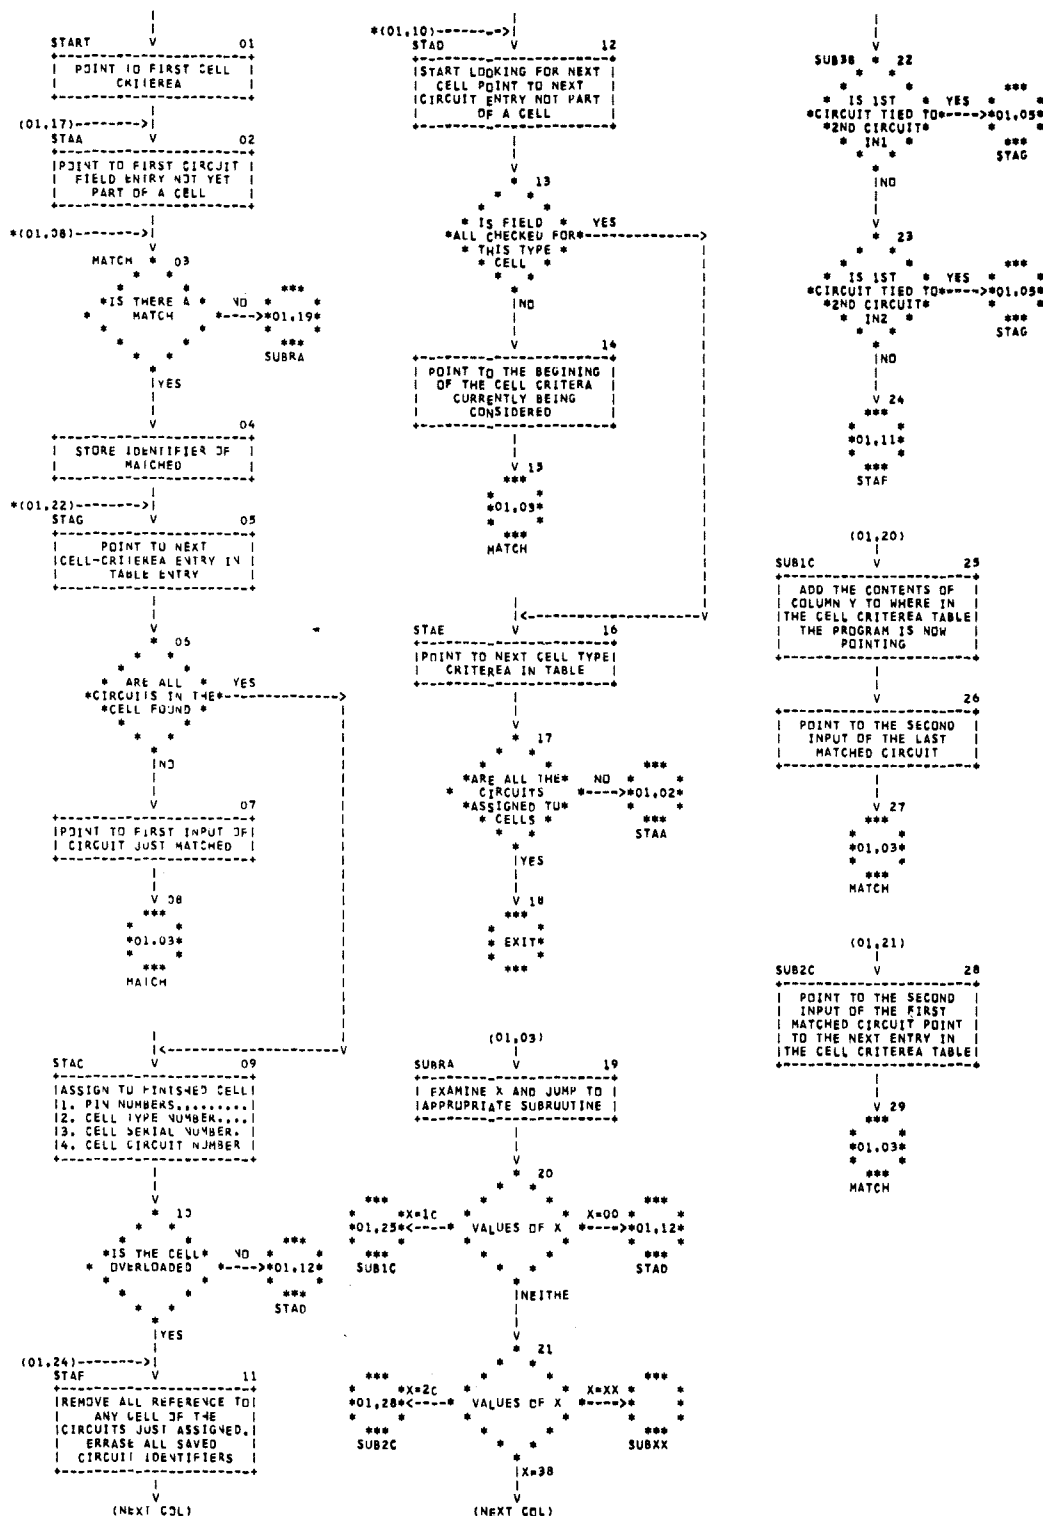 START 01
POINT TO FIRST CELL
CRITEREA
(01,17)
STAA 02
POINT TO FIRST CIRCUIT
FIELD ENTRY NOT YET
PART OF A CELL
*(01,08)
MATCH 03
IS THERE A
MATCH
NO
01,19
SUBRA
YES
04
STORE IDENTIFIER OF
MATCHED
*(01,22)
STAG 05
POINT TO NEXT
CELL-CRITEREA ENTRY IN
TABLE ENTRY
06
ARE ALL
CIRCUITS IN THE
CELL FOUND
YES
NO
07
POINT TO FIRST INPUT OF
CIRCUIT JUST MATCHED
08
01,03
MATCH
STAC 09
ASSIGN TO FINISHED CELL
1. PIN NUMBERS.........
2. CELL TYPE NUMBER....
3. CELL SERIAL NUMBER.
4. CELL CIRCUIT NUMBER
10
IS THE CELL
OVERLOADED
NO
01,12
STAD
YES
(01,24)
STAF 11
REMOVE ALL REFERENCE TO
ANY CELL OF THE
CIRCUITS JUST ASSIGNED.
ERRASE ALL SAVED
CIRCUIT IDENTIFIERS
(NEXT COL)
*(01,10)
STAD 12
START LOOKING FOR NEXT
CELL POINT TO NEXT
CIRCUIT ENTRY NOT PART
OF A CELL
13
IS FIELD
ALL CHECKED FOR
THIS TYPE
CELL
YES
NO
14
POINT TO THE BEGINING
OF THE CELL CRITERA
CURRENTLY BEING
CONSIDERED
15
01,03
MATCH
STAE 16
POINT TO NEXT CELL TYPE
CRITEREA IN TABLE
17
ARE ALL THE
CIRCUITS
ASSIGNED TO
CELLS
NO
01,02
STAA
YES
18
EXIT
(01,03)
SUBRA 19
EXAMINE X AND JUMP TO
APPROPRIATE SUBRUUTINE
20
VALUES OF X
X=1C
01,25
SUB1C
X=00
01,12
STAD
NEITHE
21
VALUES OF X
X=2C
01,28
SUB2C
X=XX
SUBXX
X=38
(NEXT COL)
SUB3B 22
IS 1ST
CIRCUIT TIED TO
2ND CIRCUIT
IN1
YES
01,05
STAG
NO
23
IS 1ST
CIRCUIT TIED TO
2ND CIRCUIT
IN2
YES
01,05
STAG
NO
24
01,11
STAF
(01,20)
SUB1C 25
ADD THE CONTENTS OF
COLUMN Y TO WHERE IN
THE CELL CRITEREA TABLE
THE PROGRAM IS NOW
POINTING
26
POINT TO THE SECOND
INPUT OF THE LAST
MATCHED CIRCUIT
27
01,03
MATCH
(01,21)
SUB2C 28
POINT TO THE SECOND
INPUT OF THE FIRST
MATCHED CIRCUIT POINT
TO THE NEXT ENTRY IN
THE CELL CRITEREA TABLE
29
01,03
MATCH